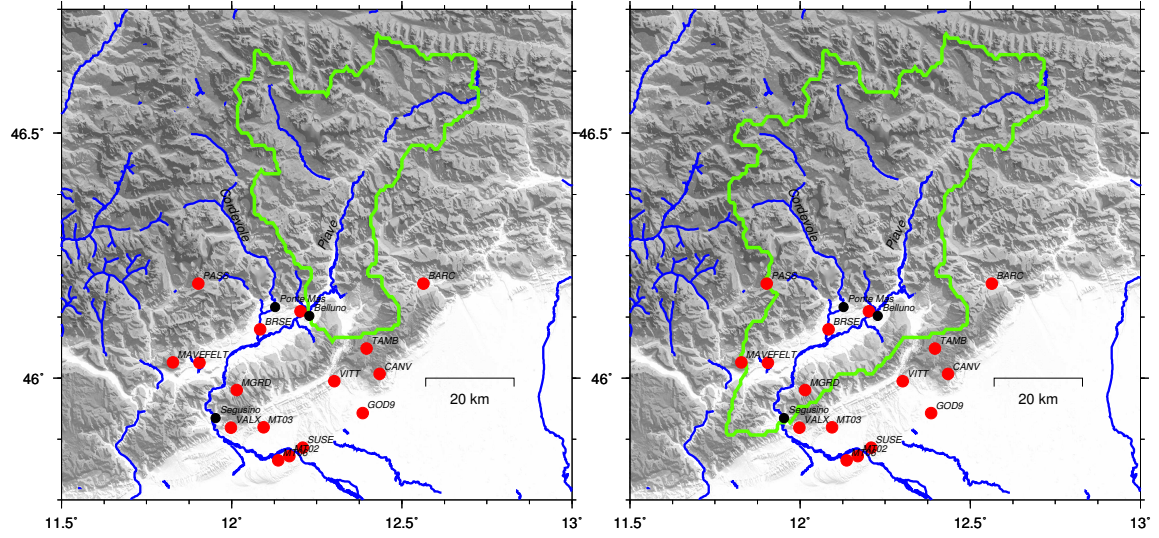 46.5°
46°
11.5°
12°
12.5°
13°
Cordevole
Piave
PASS
BARC
Ponte Mas
Belluno
BRSE
TAMB
MAVE
FELT
VITT
CANV
MGRD
20 km
Segusino
GOD9
VALX
MT03
SUSE
46.5°
46°
11.5°
12°
12.5°
13°
Cordevole
Piave
PASS
BARC
Ponte Mas
Belluno
BRSE
TAMB
MAVE
FELT
VITT
CANV
MGRD
20 km
Segusino
GOD9
VALX
MT03
SUSE